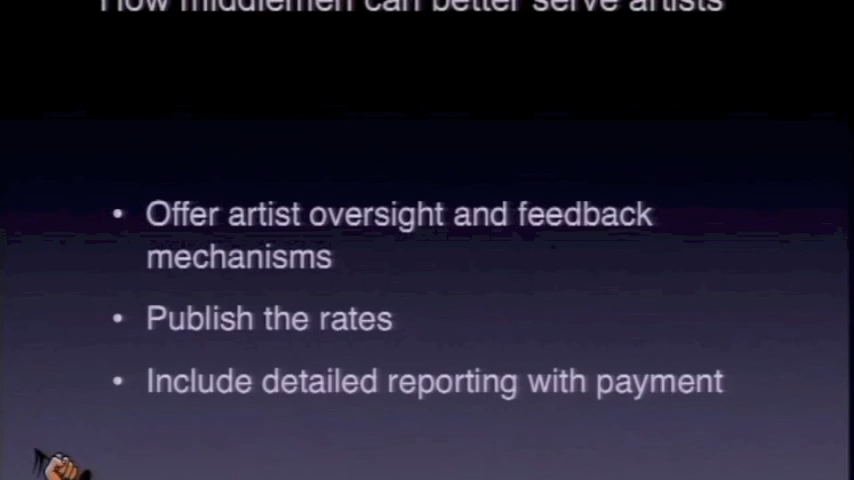 How middlemen can better serve artists
• Offer artist oversight and feedback
mechanisms
• Publish the rates
• Include detailed reporting with payment